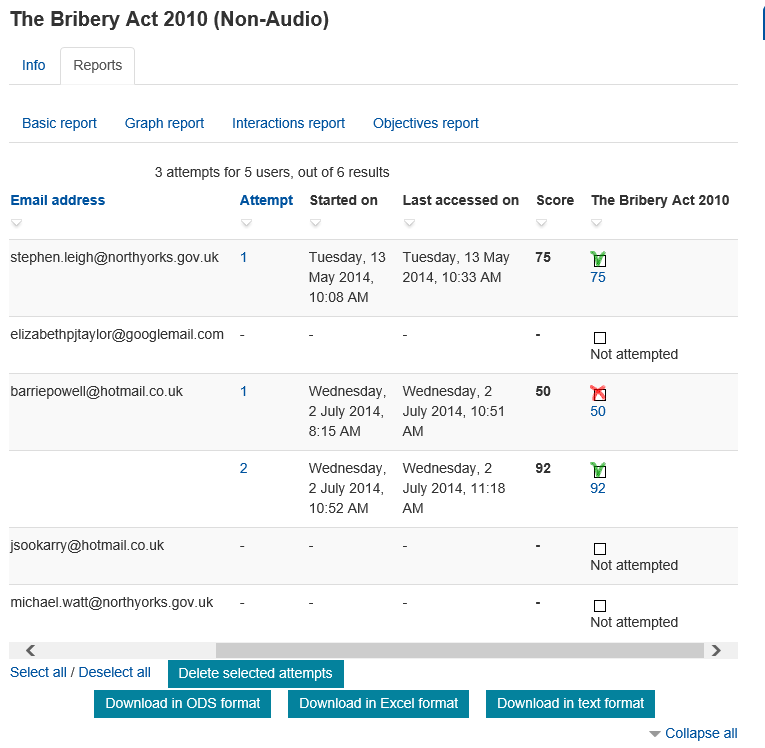 The Bribery Act 2010 (Non-Audio)
Info Reports
Basic report Graph report Interactions report Objectives report
3 attempts for 5 users, out of 6 results
Email address Attempt Started on Last accessed on Score The Bribery Act 2010
stephen.leigh@northyorks.gov.uk 1 Tuesday, 13 Tuesday, 13 May 75
May 2014, 2014, 10:33 AM 75
10:08 AM
elizabethpjtaylor@googlemail.com - - - -
Not attempted
barriepowell@hotmail.co.uk 1 Wednesday, Wednesday, 2 50
2 July 2014, July 2014, 10:51 50
8:15 AM AM
2 Wednesday, Wednesday, 2 92
2 July 2014, July 2014, 11:18 92
10:52 AM AM
jsookarry@hotmail.co.uk - - - -
Not attempted
michael.watt@northyorks.gov.uk - - - -
Not attempted
Select all / Deselect all Delete selected attempts
Download in ODS format Download in Excel format Download in text format
Collapse all